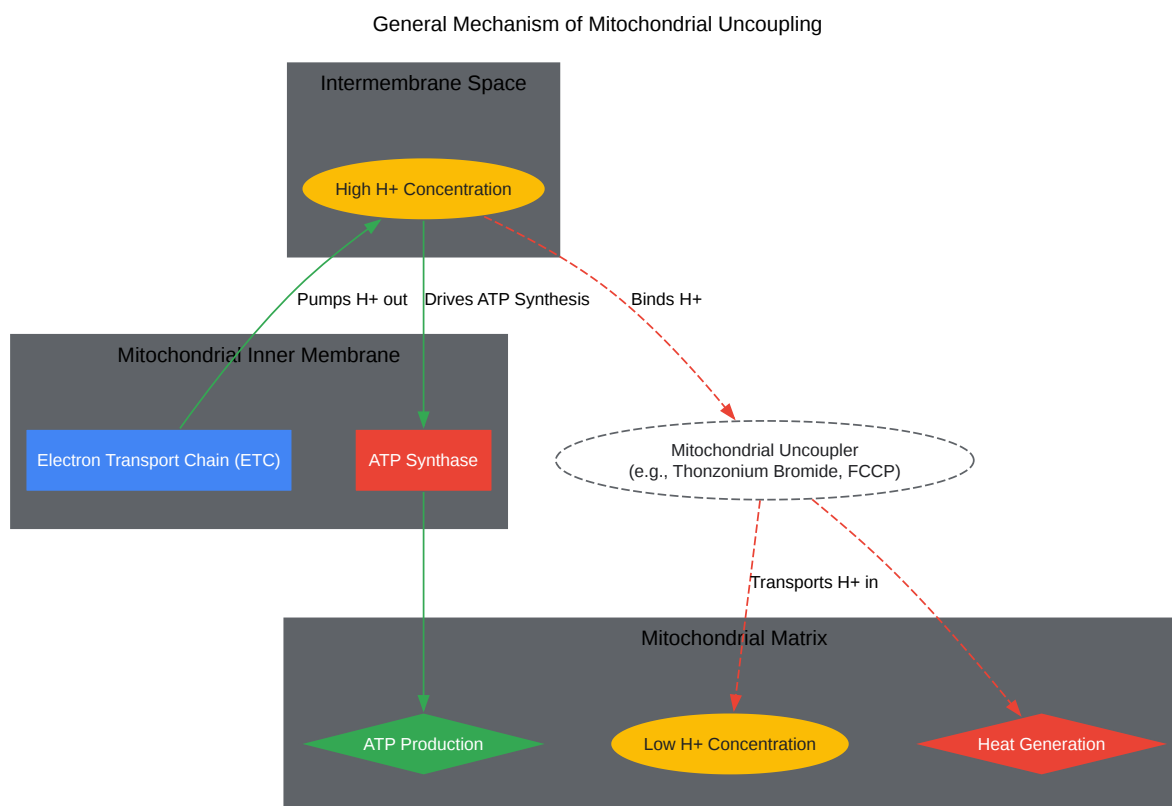 General Mechanism of Mitochondrial Uncoupling
Intermembrane Space
High H+ Concentration
Pumps H+ out
Drives ATP Synthesis
Binds H+
Mitochondrial Inner Membrane
Electron Transport Chain (ETC)
ATP Synthase
Mitochondrial Uncoupler
(e.g., Thonzonium Bromide, FCCP)
Transports H+ in
Mitochondrial Matrix
ATP Production
Low H+ Concentration
Heat Generation